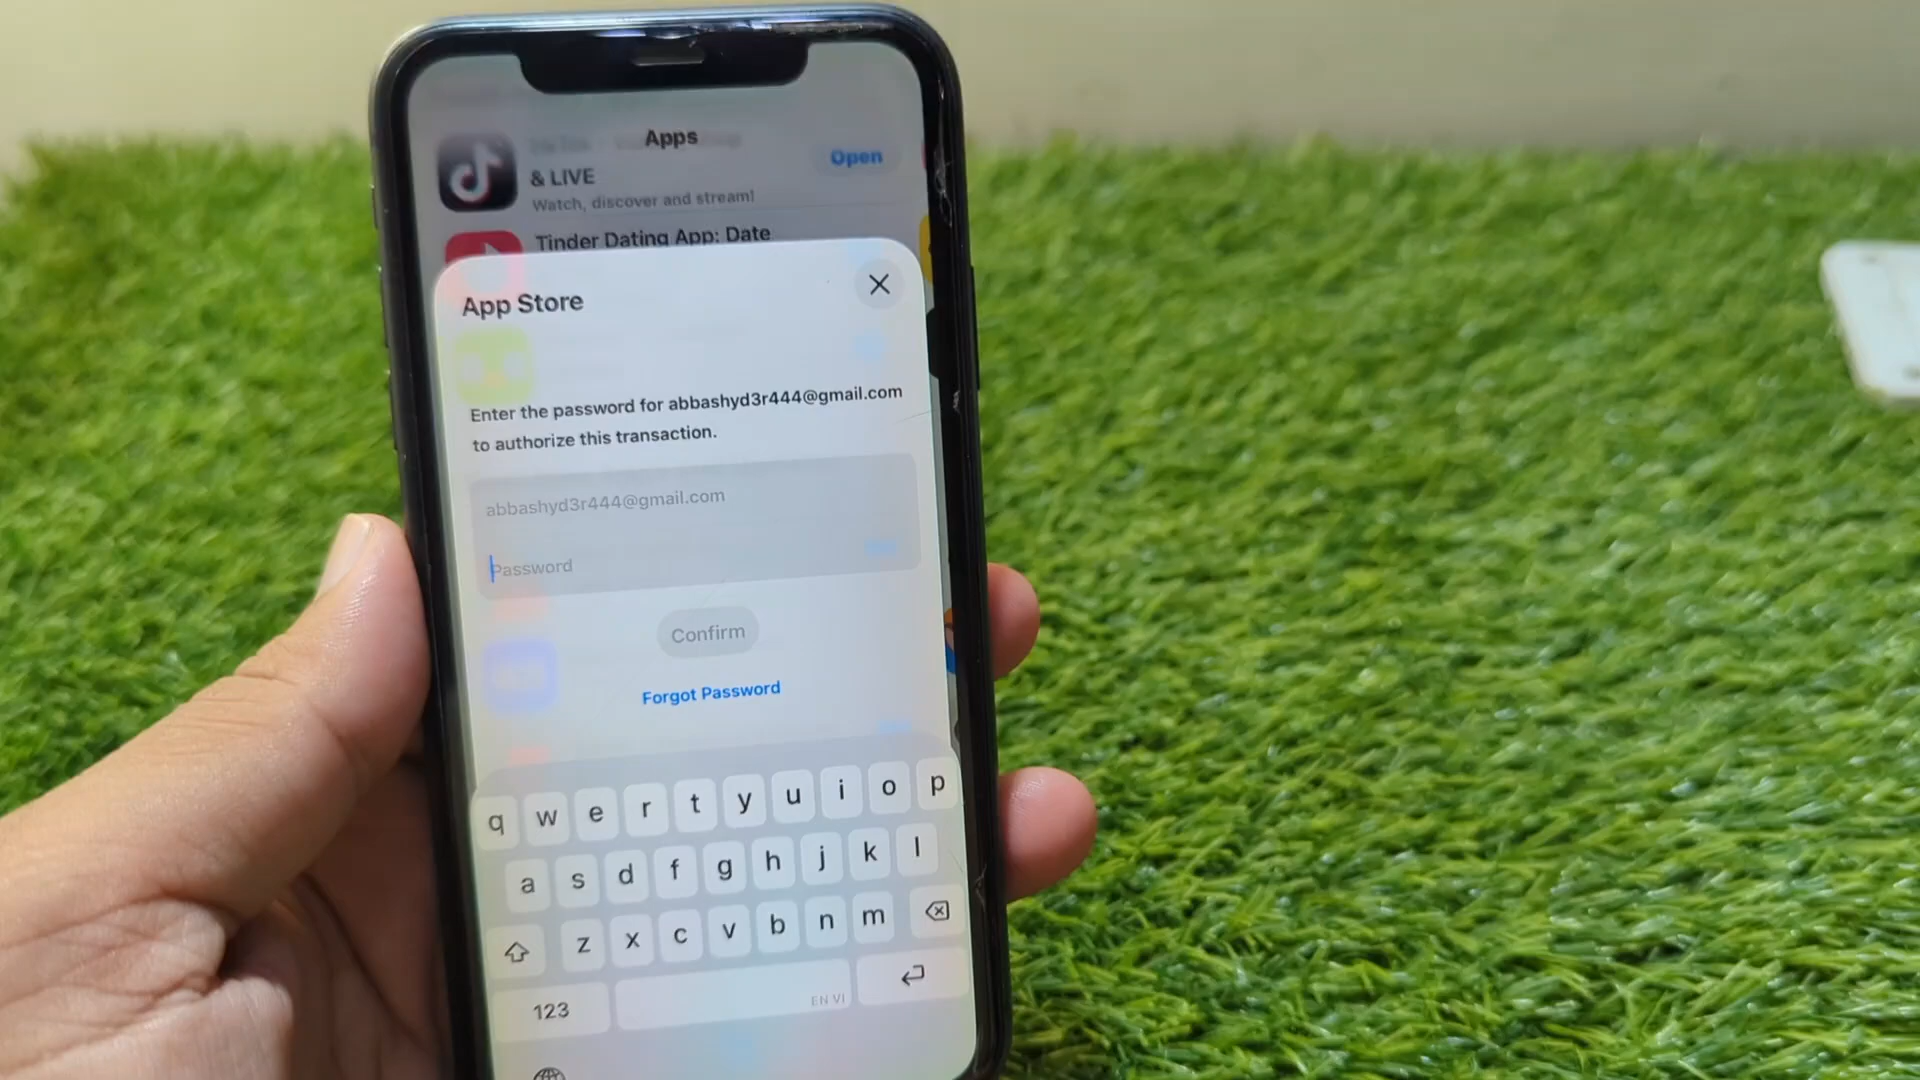 Apps
& LIVE
Open
Watch, discover and stream!
Tinder Dating App: Date
App Store
Enter the password for abbashyd3r444@gmail.com
to authorize this transaction.
abbashyd3r444@gmail.com
Password
Confirm
Forgot Password
q w e r t y u i o p
a s d f g h j k l
z x c v b n m
123
EN VI